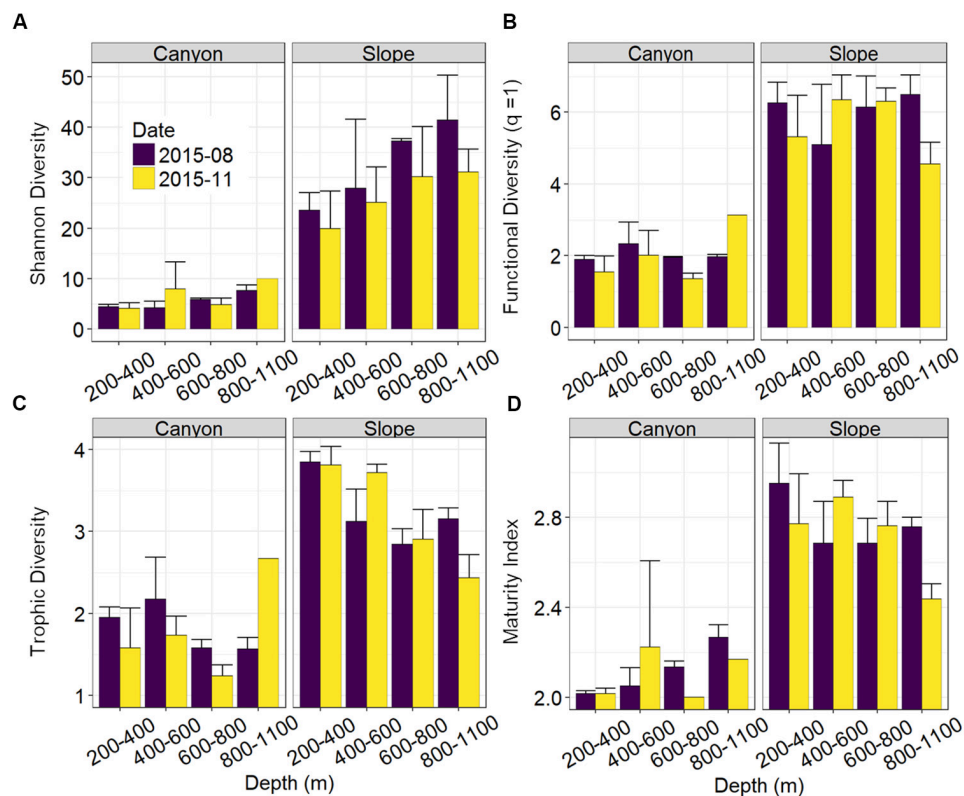 A
Canyon
Slope
Shannon Diversity
50
40
30
20
10
0
Date
2015-08
2015-11
200-400
400-600
600-800
800-1100
200-400
400-600
600-800
800-1100
B
Canyon
Slope
Functional Diversity (q =1)
6
4
2
0
200-400
400-600
600-800
800-1100
200-400
400-600
600-800
800-1100
C
Canyon
Slope
Trophic Diversity
4
3
2
1
200-400
400-600
600-800
800-1100
200-400
400-600
600-800
800-1100
Depth (m)
D
Canyon
Slope
Maturity Index
2.8
2.4
2.0
200-400
400-600
600-800
800-1100
200-400
400-600
600-800
800-1100
Depth (m)